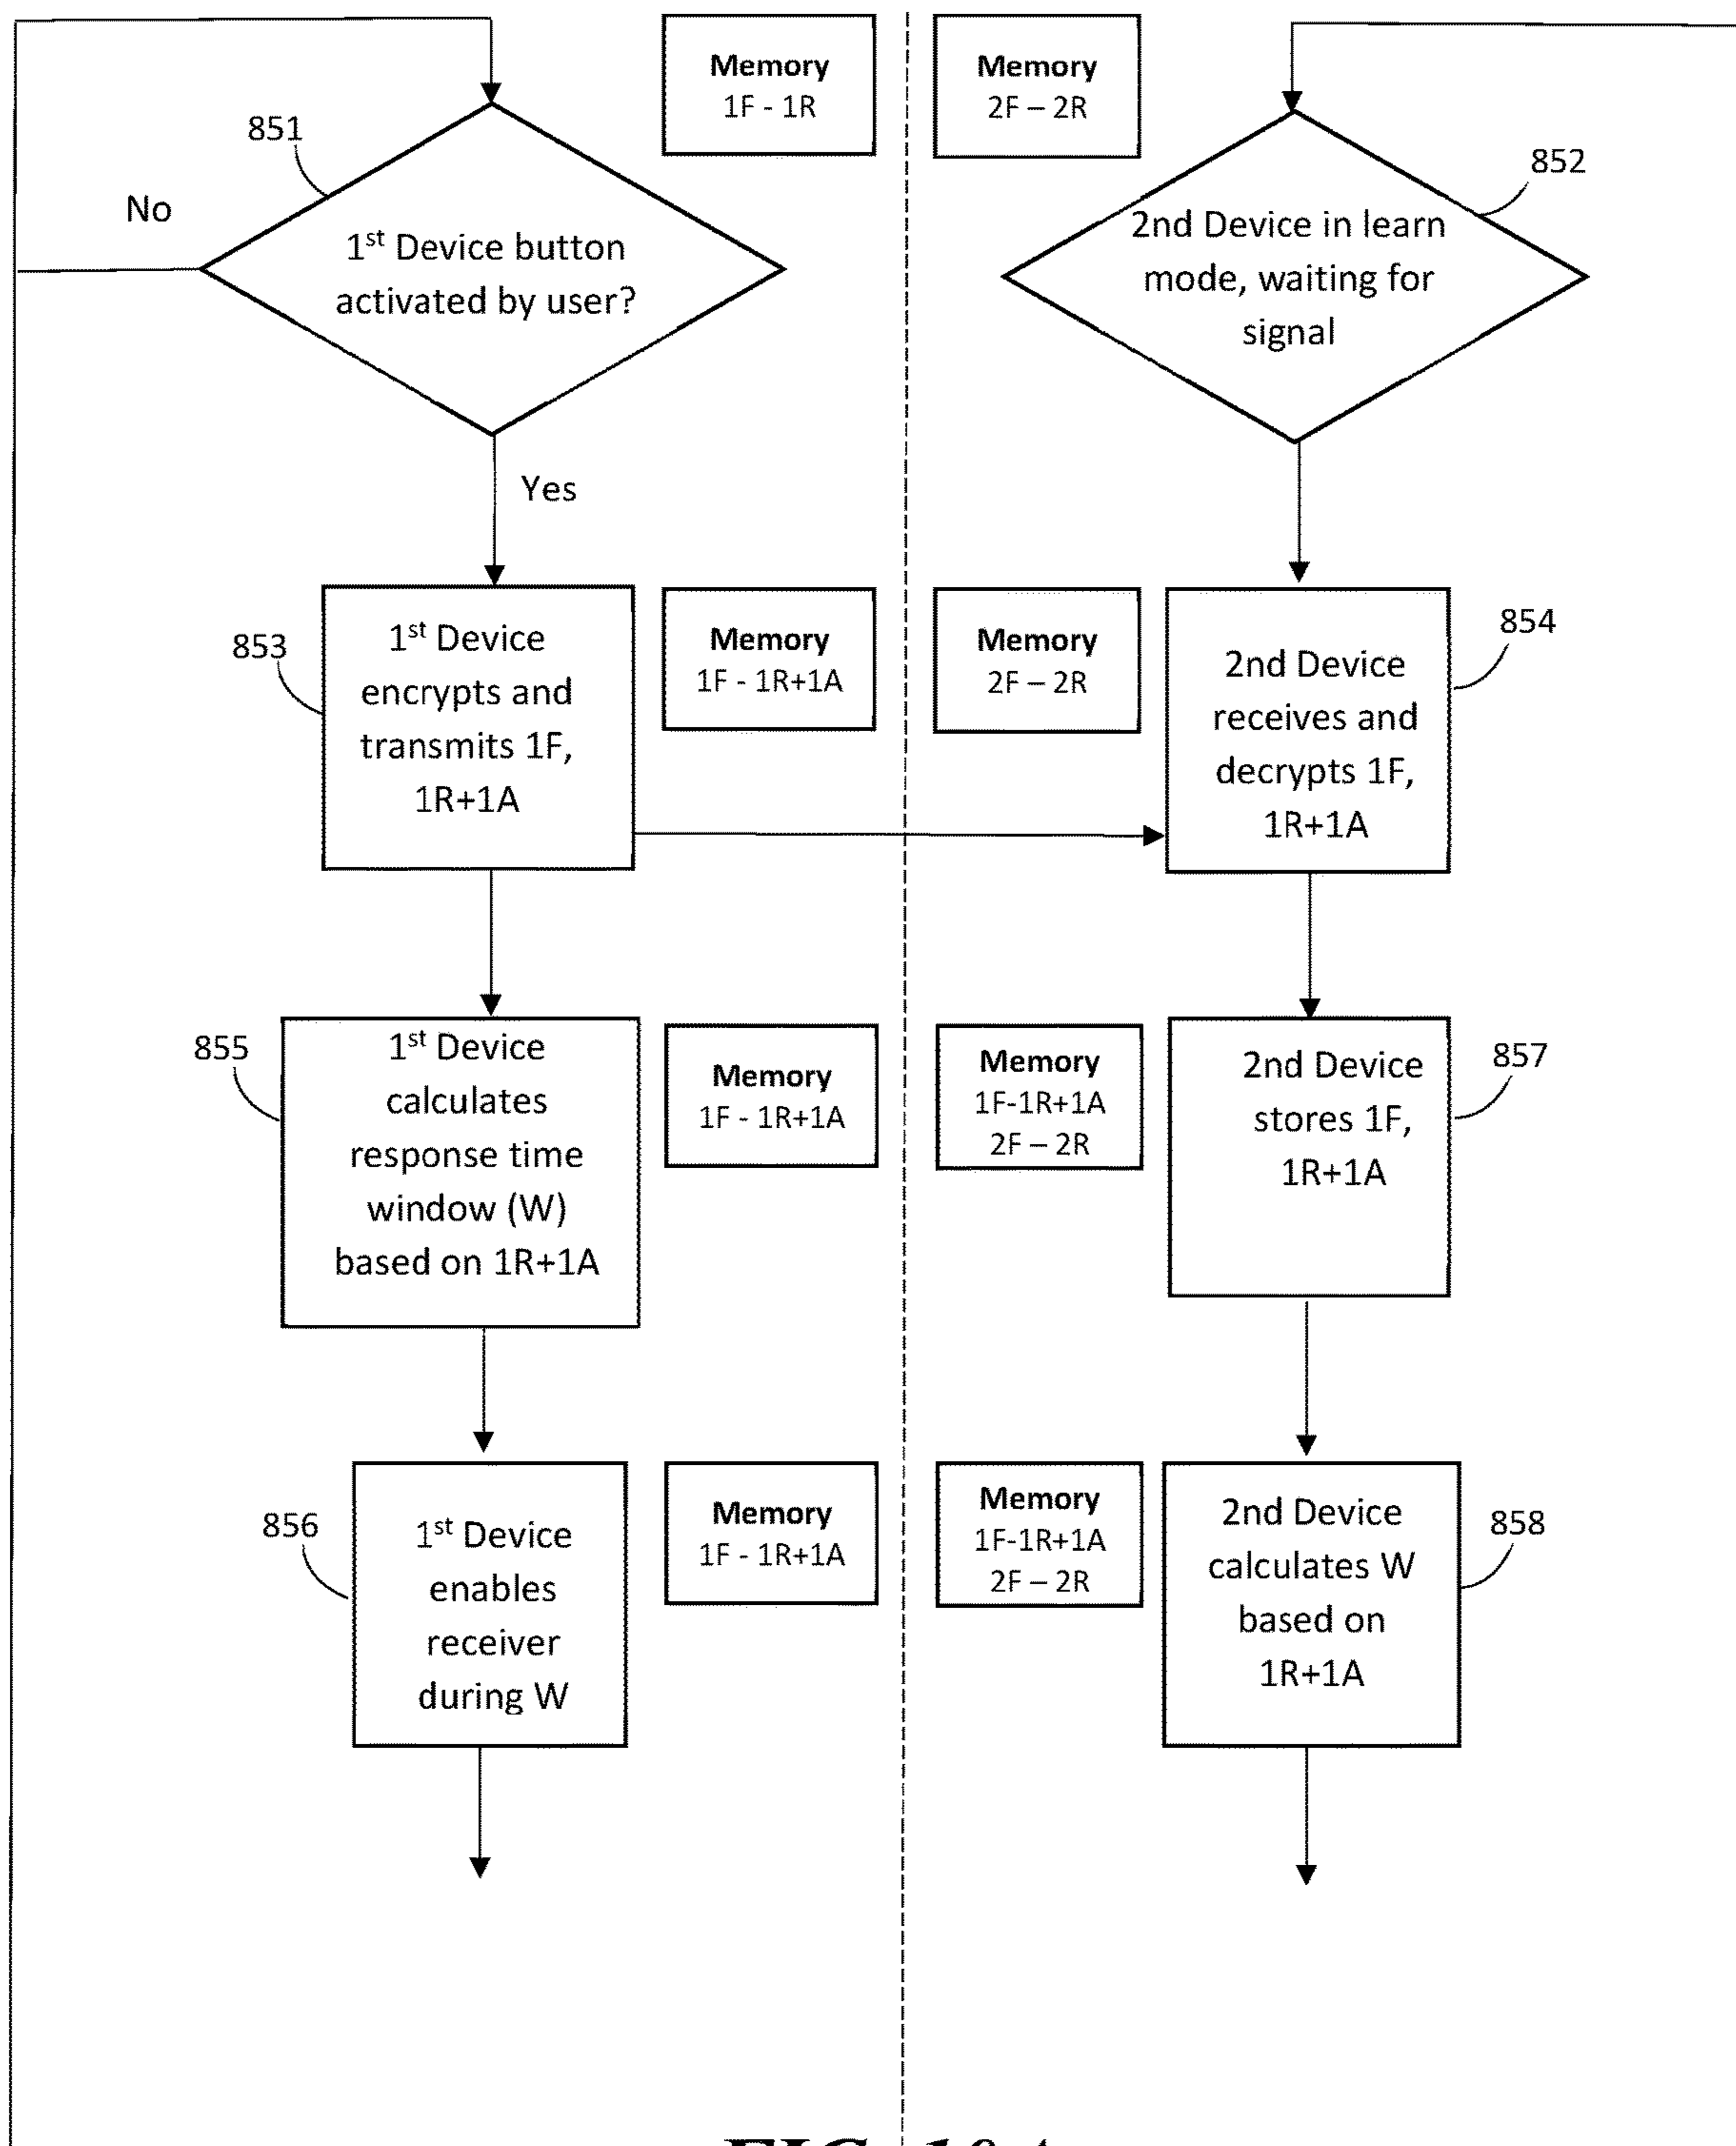 Memory
1F - 1R
Memory
2F – 2R
851
852
No
1st Device button
activated by user?
2nd Device in learn
mode, waiting for
signal
Yes
853
1st Device
encrypts and
transmits 1F,
1R+1A
Memory
1F - 1R+1A
Memory
2F – 2R
854
2nd Device
receives and
decrypts 1F,
1R+1A
855
1st Device
calculates
response time
window (W)
based on 1R+1A
Memory
1F - 1R+1A
Memory
1F-1R+1A
2F – 2R
857
2nd Device
stores 1F,
1R+1A
856
1st Device
enables
receiver
during W
Memory
1F - 1R+1A
Memory
1F-1R+1A
2F – 2R
858
2nd Device
calculates W
based on
1R+1A